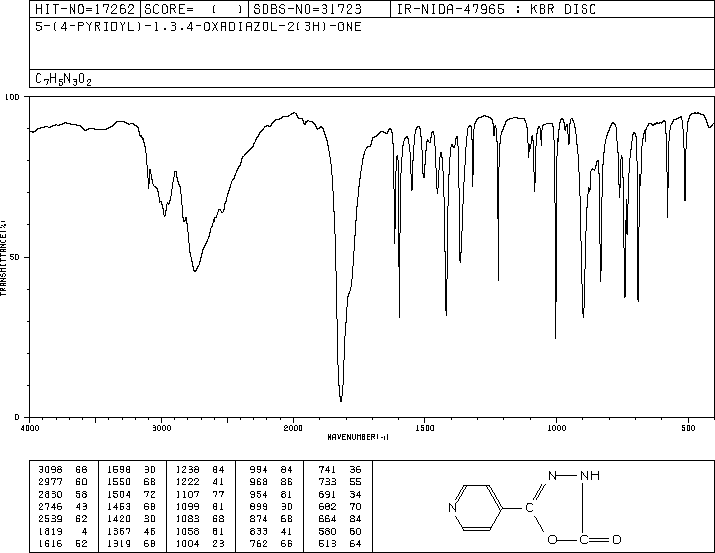 HIT-NO=17262 SCORE= ( ) SDBS-NO=31723 IR-NIDA-47965 : KBR DISC
5-(4-PYRIDYL)-1.3.4-OXADIAZOL-2(3H)-ONE
C7H5N3O2
100
50
0
TRANSMITTANCE(%)
4000 3000 2000 1500 1000 500
WAVENUMBER(-1)
3098 68 1598 30 1238 84 994 84 741 36
2977 60 1550 68 1222 41 968 86 733 55
2830 58 1504 72 1107 77 954 81 691 34
2746 43 1453 68 1099 81 899 30 682 70
2539 62 1420 30 1083 68 874 68 664 84
1819 4 1367 46 1058 81 833 41 580 60
1616 52 1319 68 1004 23 762 66 513 64
N NH
N C
O C O